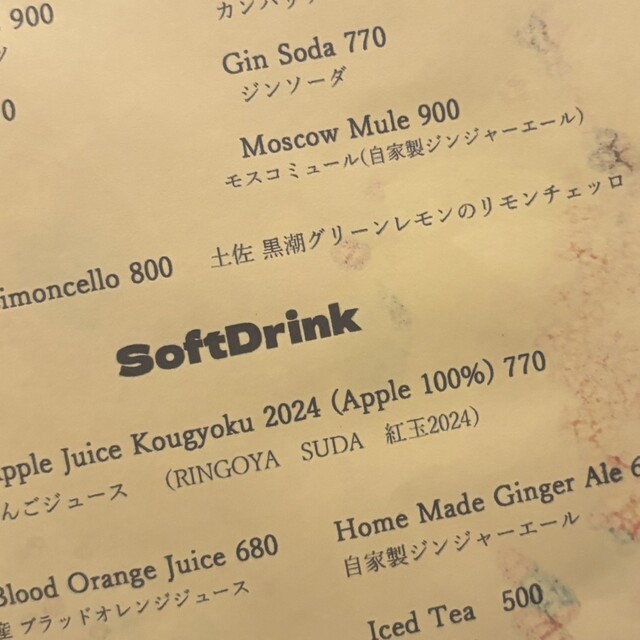 900
カンパリ
Gin Soda 770
ジンソーダ
Moscow Mule 900
モスコミュール(自家製ジンジャーエール)
imoncello 800 土佐 黒潮グリーンレモンのリモンチェッロ
SoftDrink
pple Juice Kougyoku 2024 (Apple 100%) 770
んごジュース (RINGOYA SUDA 紅玉2024)
Home Made Ginger Ale 6
自家製ジンジャーエール
Blood Orange Juice 680
産 ブラッドオレンジジュース
Iced Tea 500